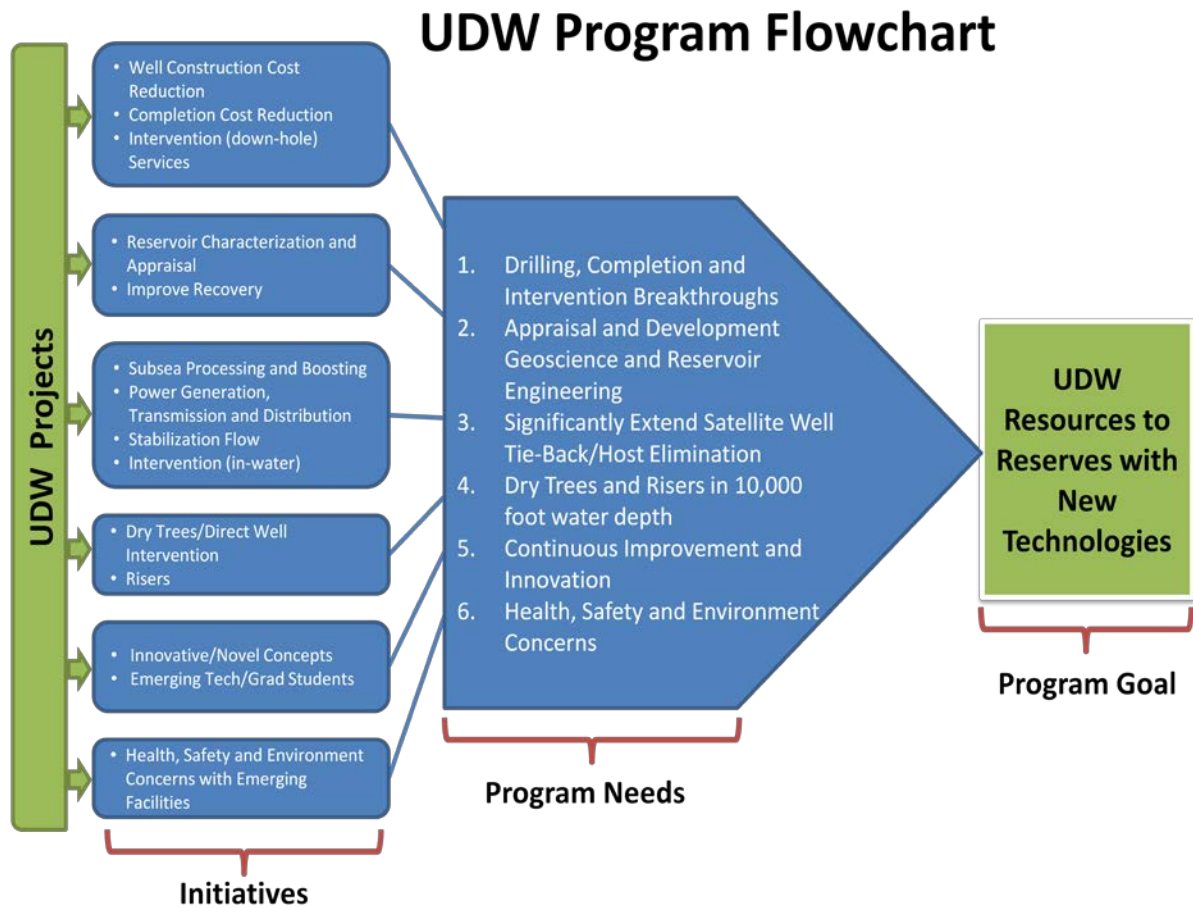 UDW Program Flowchart
UDW Projects
• Well Construction Cost
Reduction
• Completion Cost Reduction
• Intervention (down-hole)
Services
• Reservoir Characterization and
Appraisal
• Improve Recovery
• Subsea Processing and Boosting
• Power Generation,
Transmission and Distribution
• Stabilization Flow
• Intervention (in-water)
• Dry Trees/Direct Well
Intervention
• Risers
• Innovative/Novel Concepts
• Emerging Tech/Grad Students
• Health, Safety and Environment
Concerns with Emerging
Facilities
Initiatives
1. Drilling, Completion and
Intervention Breakthroughs
2. Appraisal and Development
Geoscience and Reservoir
Engineering
3. Significantly Extend Satellite Well
Tie-Back/Host Elimination
4. Dry Trees and Risers in 10,000
foot water depth
5. Continuous Improvement and
Innovation
6. Health, Safety and Environment
Concerns
Program Needs
UDW
Resources to
Reserves with
New
Technologies
Program Goal